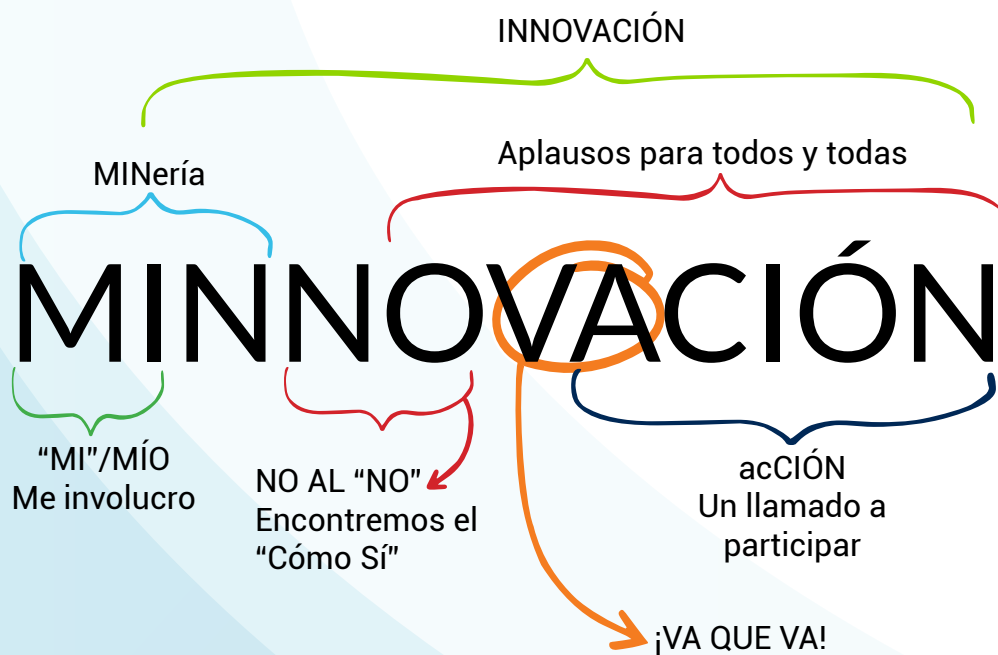 INNOVACIÓN
Aplausos para todos y todas
MINería
MINNOVACIÓN
“MI”/MÍO
Me involucro
NO AL “NO”
Encontremos el
“Cómo Sí”
acCIÓN
Un llamado a
participar
¡VA QUE VA!